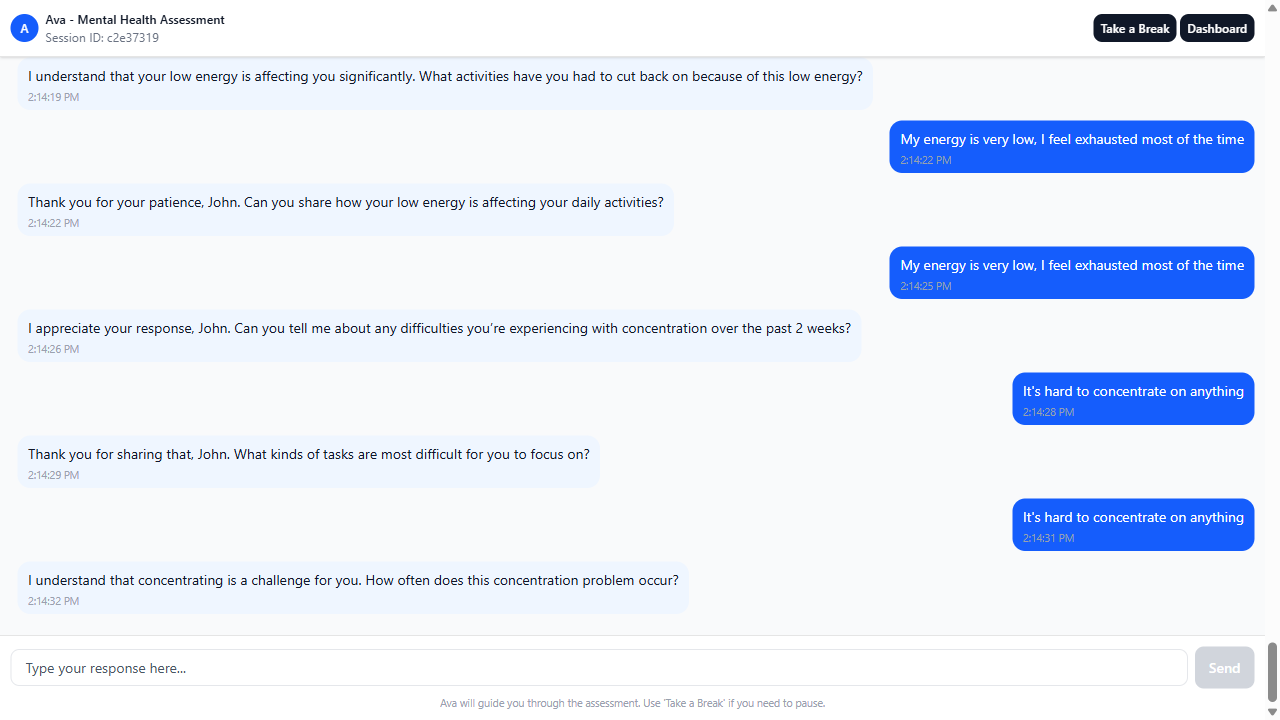 A
Ava - Mental Health Assessment
Session ID: c2e37319
Take a Break
Dashboard
I understand that your low energy is affecting you significantly. What activities have you had to cut back on because of this low energy?
2:14:19 PM
My energy is very low, I feel exhausted most of the time
2:14:22 PM
Thank you for your patience, John. Can you share how your low energy is affecting your daily activities?
2:14:22 PM
My energy is very low, I feel exhausted most of the time
2:14:25 PM
I appreciate your response, John. Can you tell me about any difficulties you're experiencing with concentration over the past 2 weeks?
2:14:26 PM
It's hard to concentrate on anything
2:14:28 PM
Thank you for sharing that, John. What kinds of tasks are most difficult for you to focus on?
2:14:29 PM
It's hard to concentrate on anything
2:14:31 PM
I understand that concentrating is a challenge for you. How often does this concentration problem occur?
2:14:32 PM
Type your response here...
Send
Ava will guide you through the assessment. Use 'Take a Break' if you need to pause.